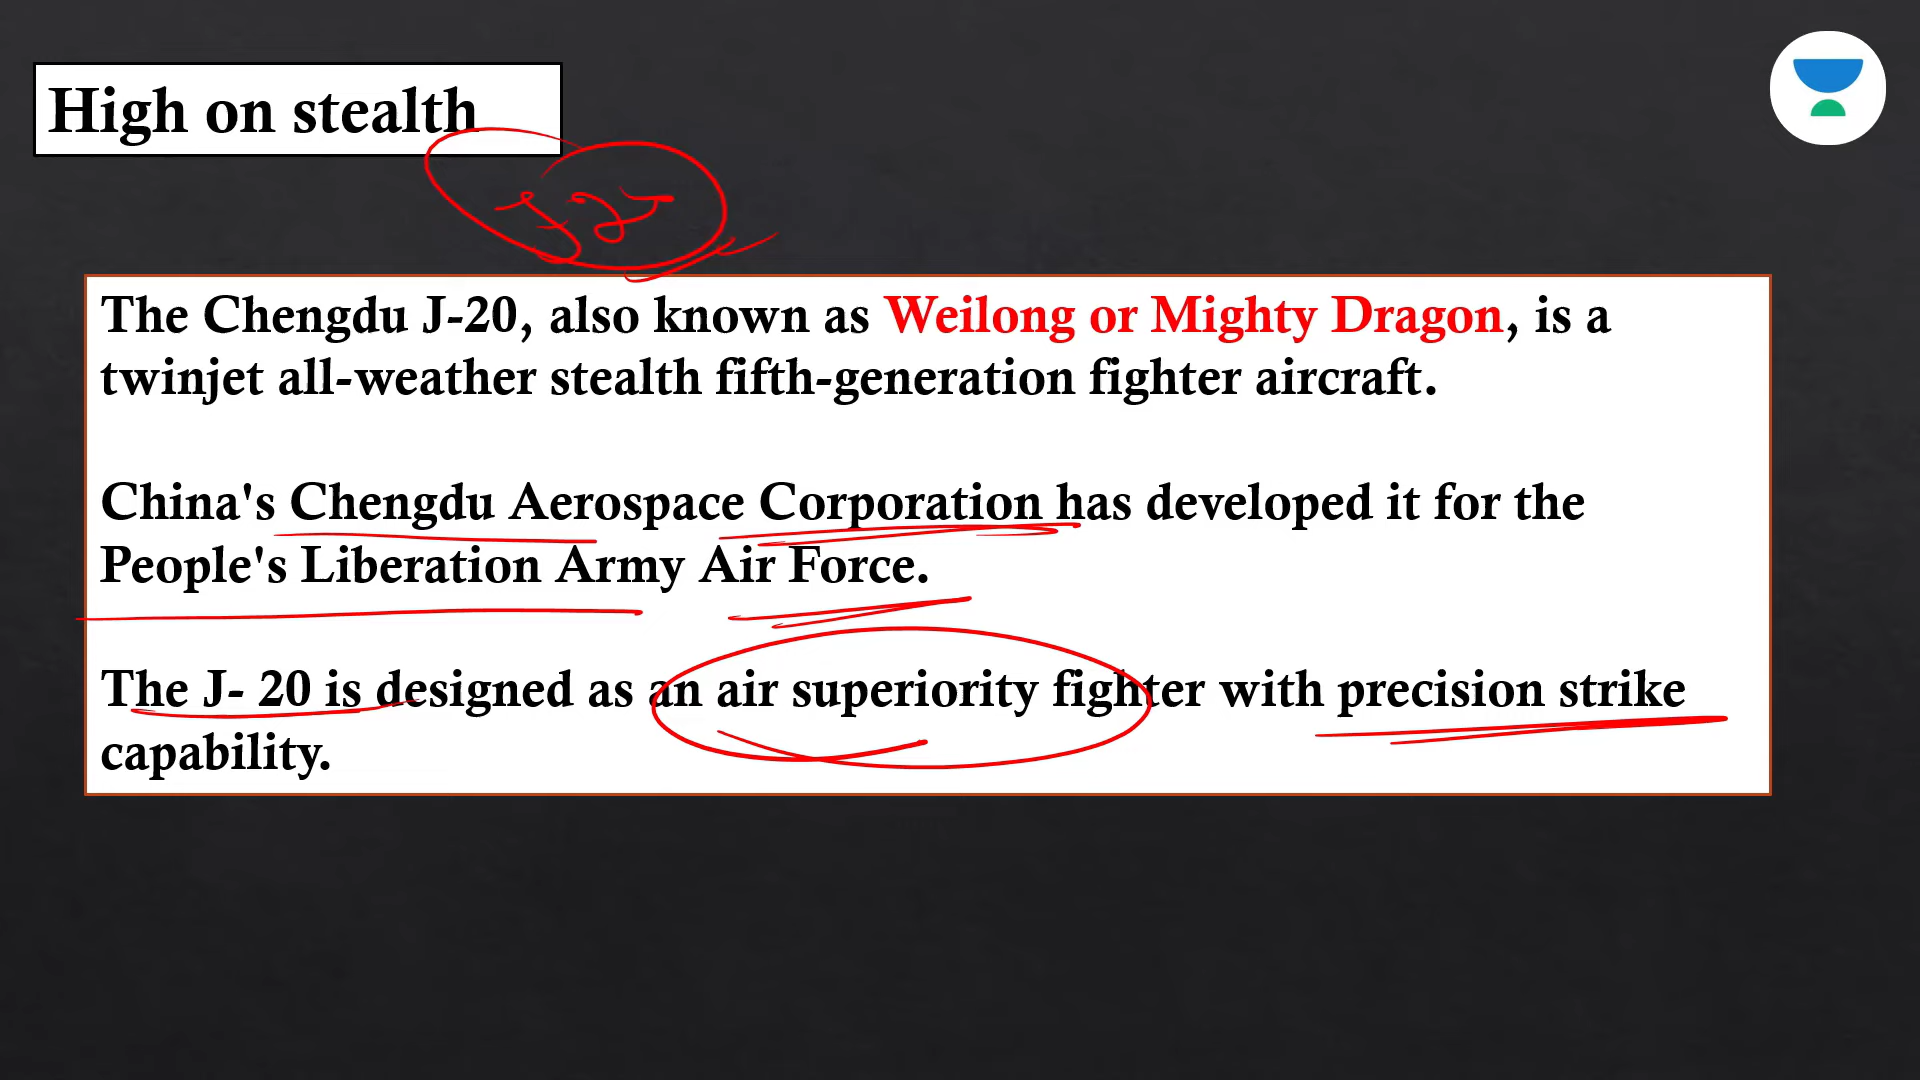 High on stealth
The Chengdu J-20, also known as Weilong or Mighty Dragon, is a
twinjet all-weather stealth fifth-generation fighter aircraft.
China's Chengdu Aerospace Corporation has developed it for the
People's Liberation Army Air Force.
The J- 20 is designed as an air superiority fighter with precision strike
capability.